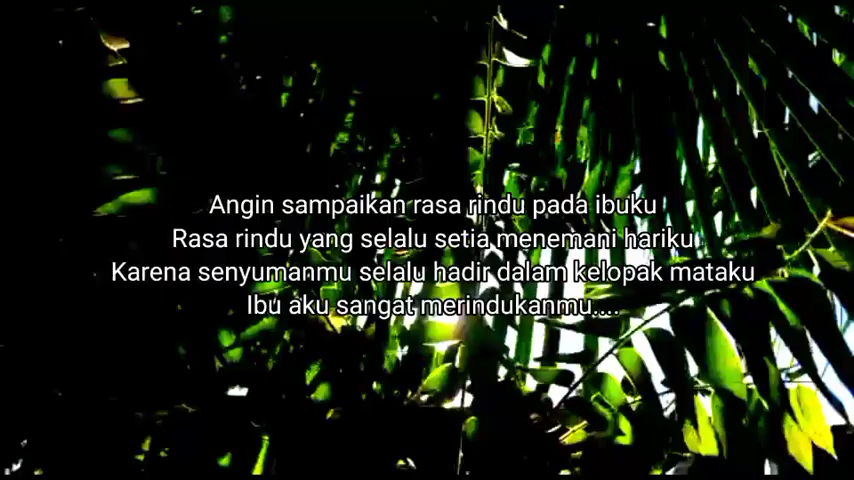 Angin sampaikan rasa rindu pada ibuku
Rasa rindu yang selalu setia menemani hariku
Karena senyumanmu selalu hadir dalam kelopak mataku
Ibu aku sangat merindukanmu....